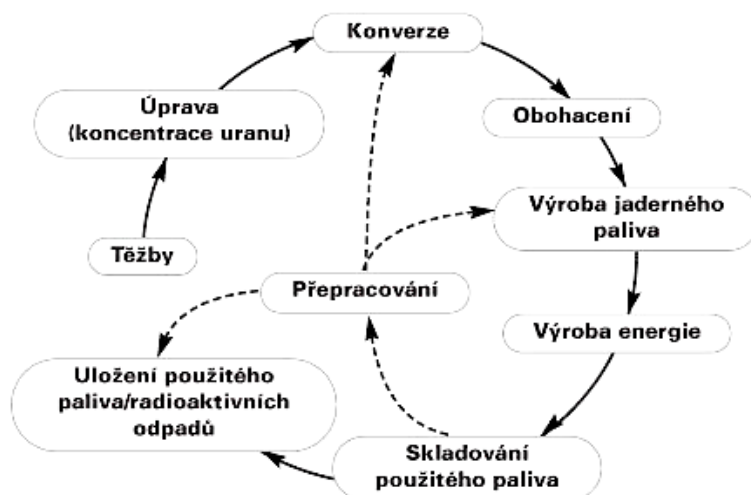 Konverze
Úprava
(koncentrace uranu)
Obohacení
Výroba jaderného
paliva
Těžby
Přepracování
Výroba energie
Uložení použitého
paliva/radioaktivních
odpadů
Skladování
použitého paliva